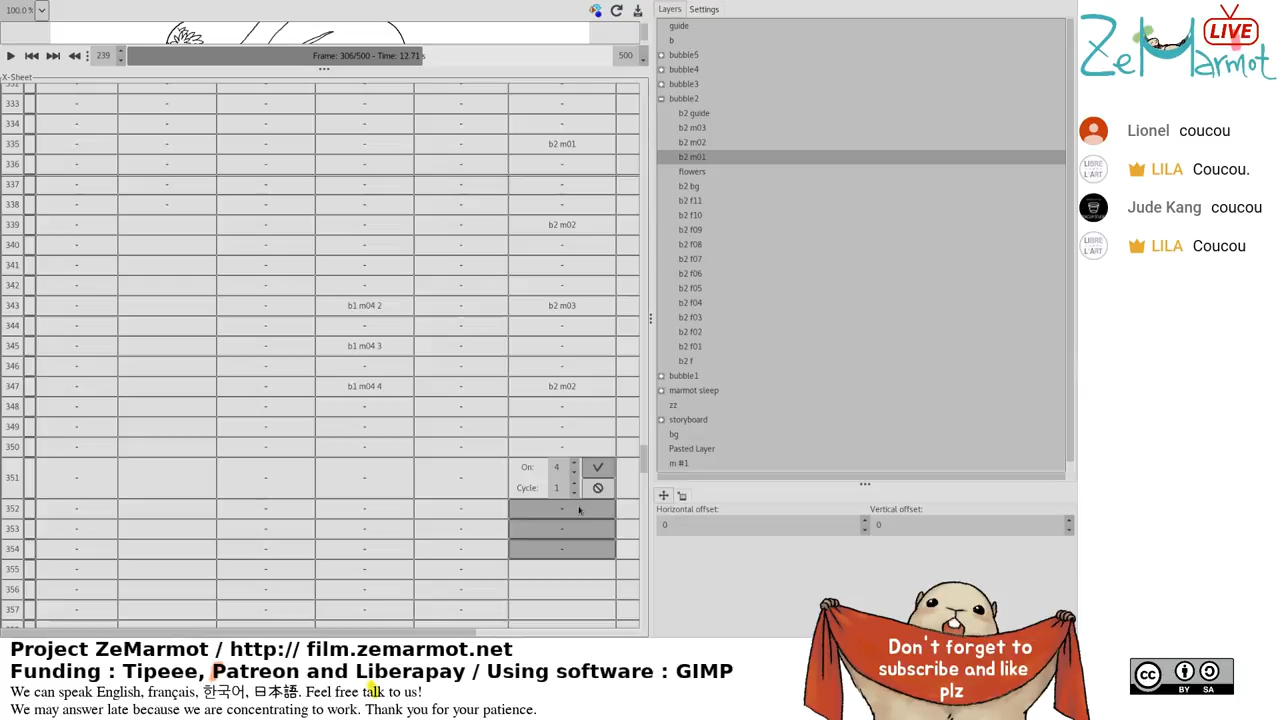 100.0 %
239
Frame: 306/500 - Time: 12.71 s
500
X-Sheet
333 - - - - - -
334 - - - - - -
335 - - - - - b2 m01
336 - - - - - -
337 - - - - - -
338 - - - - - -
339 - - - b2 m02
340 - - - -
341 - - - -
342 - - - -
343 - b1 m04 2 - b2 m03
344 - - - -
345 - b1 m04 3 - -
346 - - - -
347 - b1 m04 4 - b2 m02
348 - - - -
349 - - - -
350 - - - -
351 - - - On: 4
Cycle: 1
352 - - - -
353 - - - -
354 - - - -
355 - - -
356 - - -
357 - - -
Layers Settings
guide
b
bubble5
bubble4
bubble3
bubble2
b2 guide
b2 m03
b2 m02
b2 m01
flowers
b2 bg
b2 f11
b2 f10
b2 f09
b2 f08
b2 f07
b2 f06
b2 f05
b2 f04
b2 f03
b2 f02
b2 f01
b2 f
bubble1
marmot sleep
zz
storyboard
bg
Pasted Layer
m #1
Horizontal offset: Vertical offset:
0 0
ZeMarmot
LIVE
Lionel coucou
LIBRE L'ART LILA Coucou.
Jude Kang coucou
LIBRE L'ART LILA Coucou
Don't forget to
subscribe and like
plz
cc BY SA
Project ZeMarmot / http:// film.zemarmot.net
Funding : Tipeee, Patreon and Liberapay / Using software : GIMP
We can speak English, français, 한국어, 日本語. Feel free talk to us!
We may answer late because we are concentrating to work. Thank you for your patience.